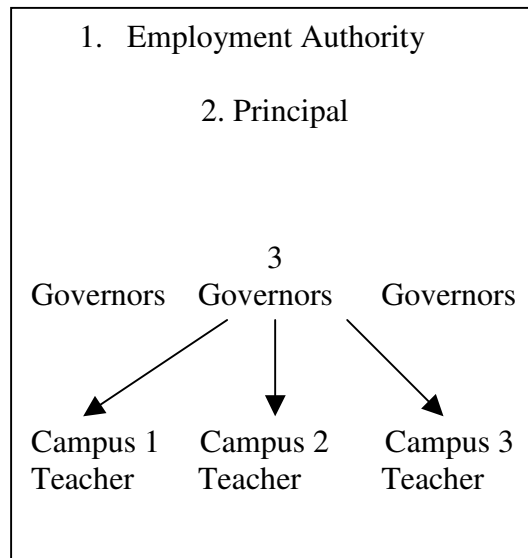 1. Employment Authority
2. Principal
3
Governors Governors Governors
Campus 1 Campus 2 Campus 3
Teacher Teacher Teacher